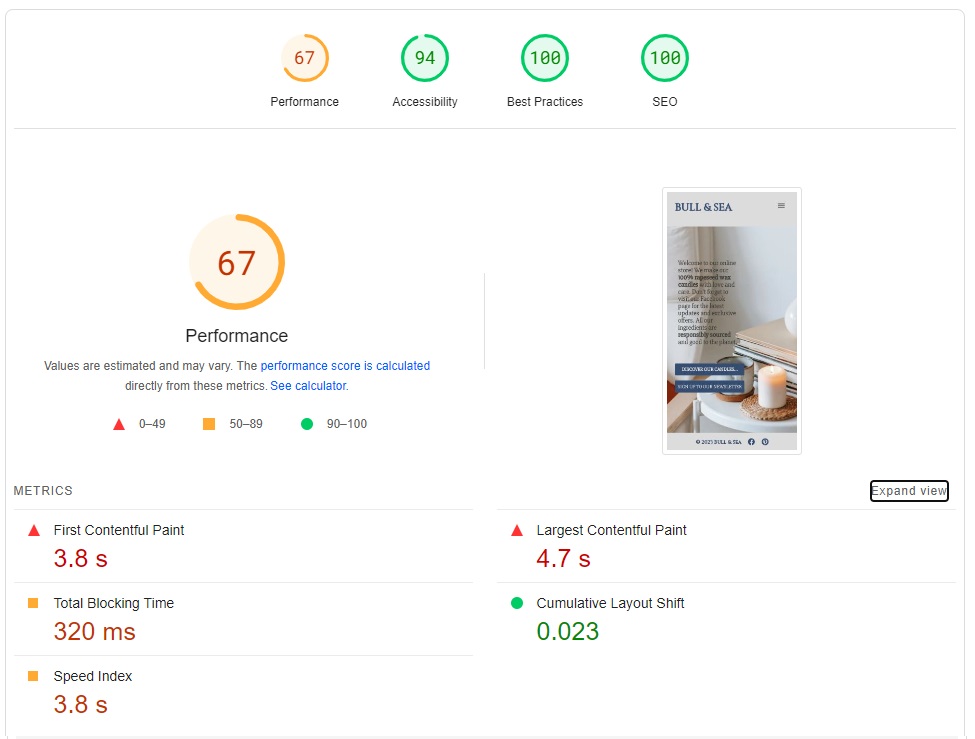 67
94
100
100
Performance
Accessibility
Best Practices
SEO
67
Performance
Values are estimated and may vary. The performance score is calculated
directly from these metrics. See calculator.
0–49
50–89
90–100
BULL & SEA
Welcome to our online
store! We make our
100% rapeseed wax
candles with love and
care. Don't forget to
visit our Facebook
page for the latest
updates and exclusive
offers. All our
ingredients are
responsibly sourced
and good to the planet.
DISCOVER OUR CANDLES...
SIGN UP TO OUR NEWSLETTER
© 2023 BULL & SEA
METRICS
Expand view
First Contentful Paint
3.8 s
Largest Contentful Paint
4.7 s
Total Blocking Time
320 ms
Cumulative Layout Shift
0.023
Speed Index
3.8 s